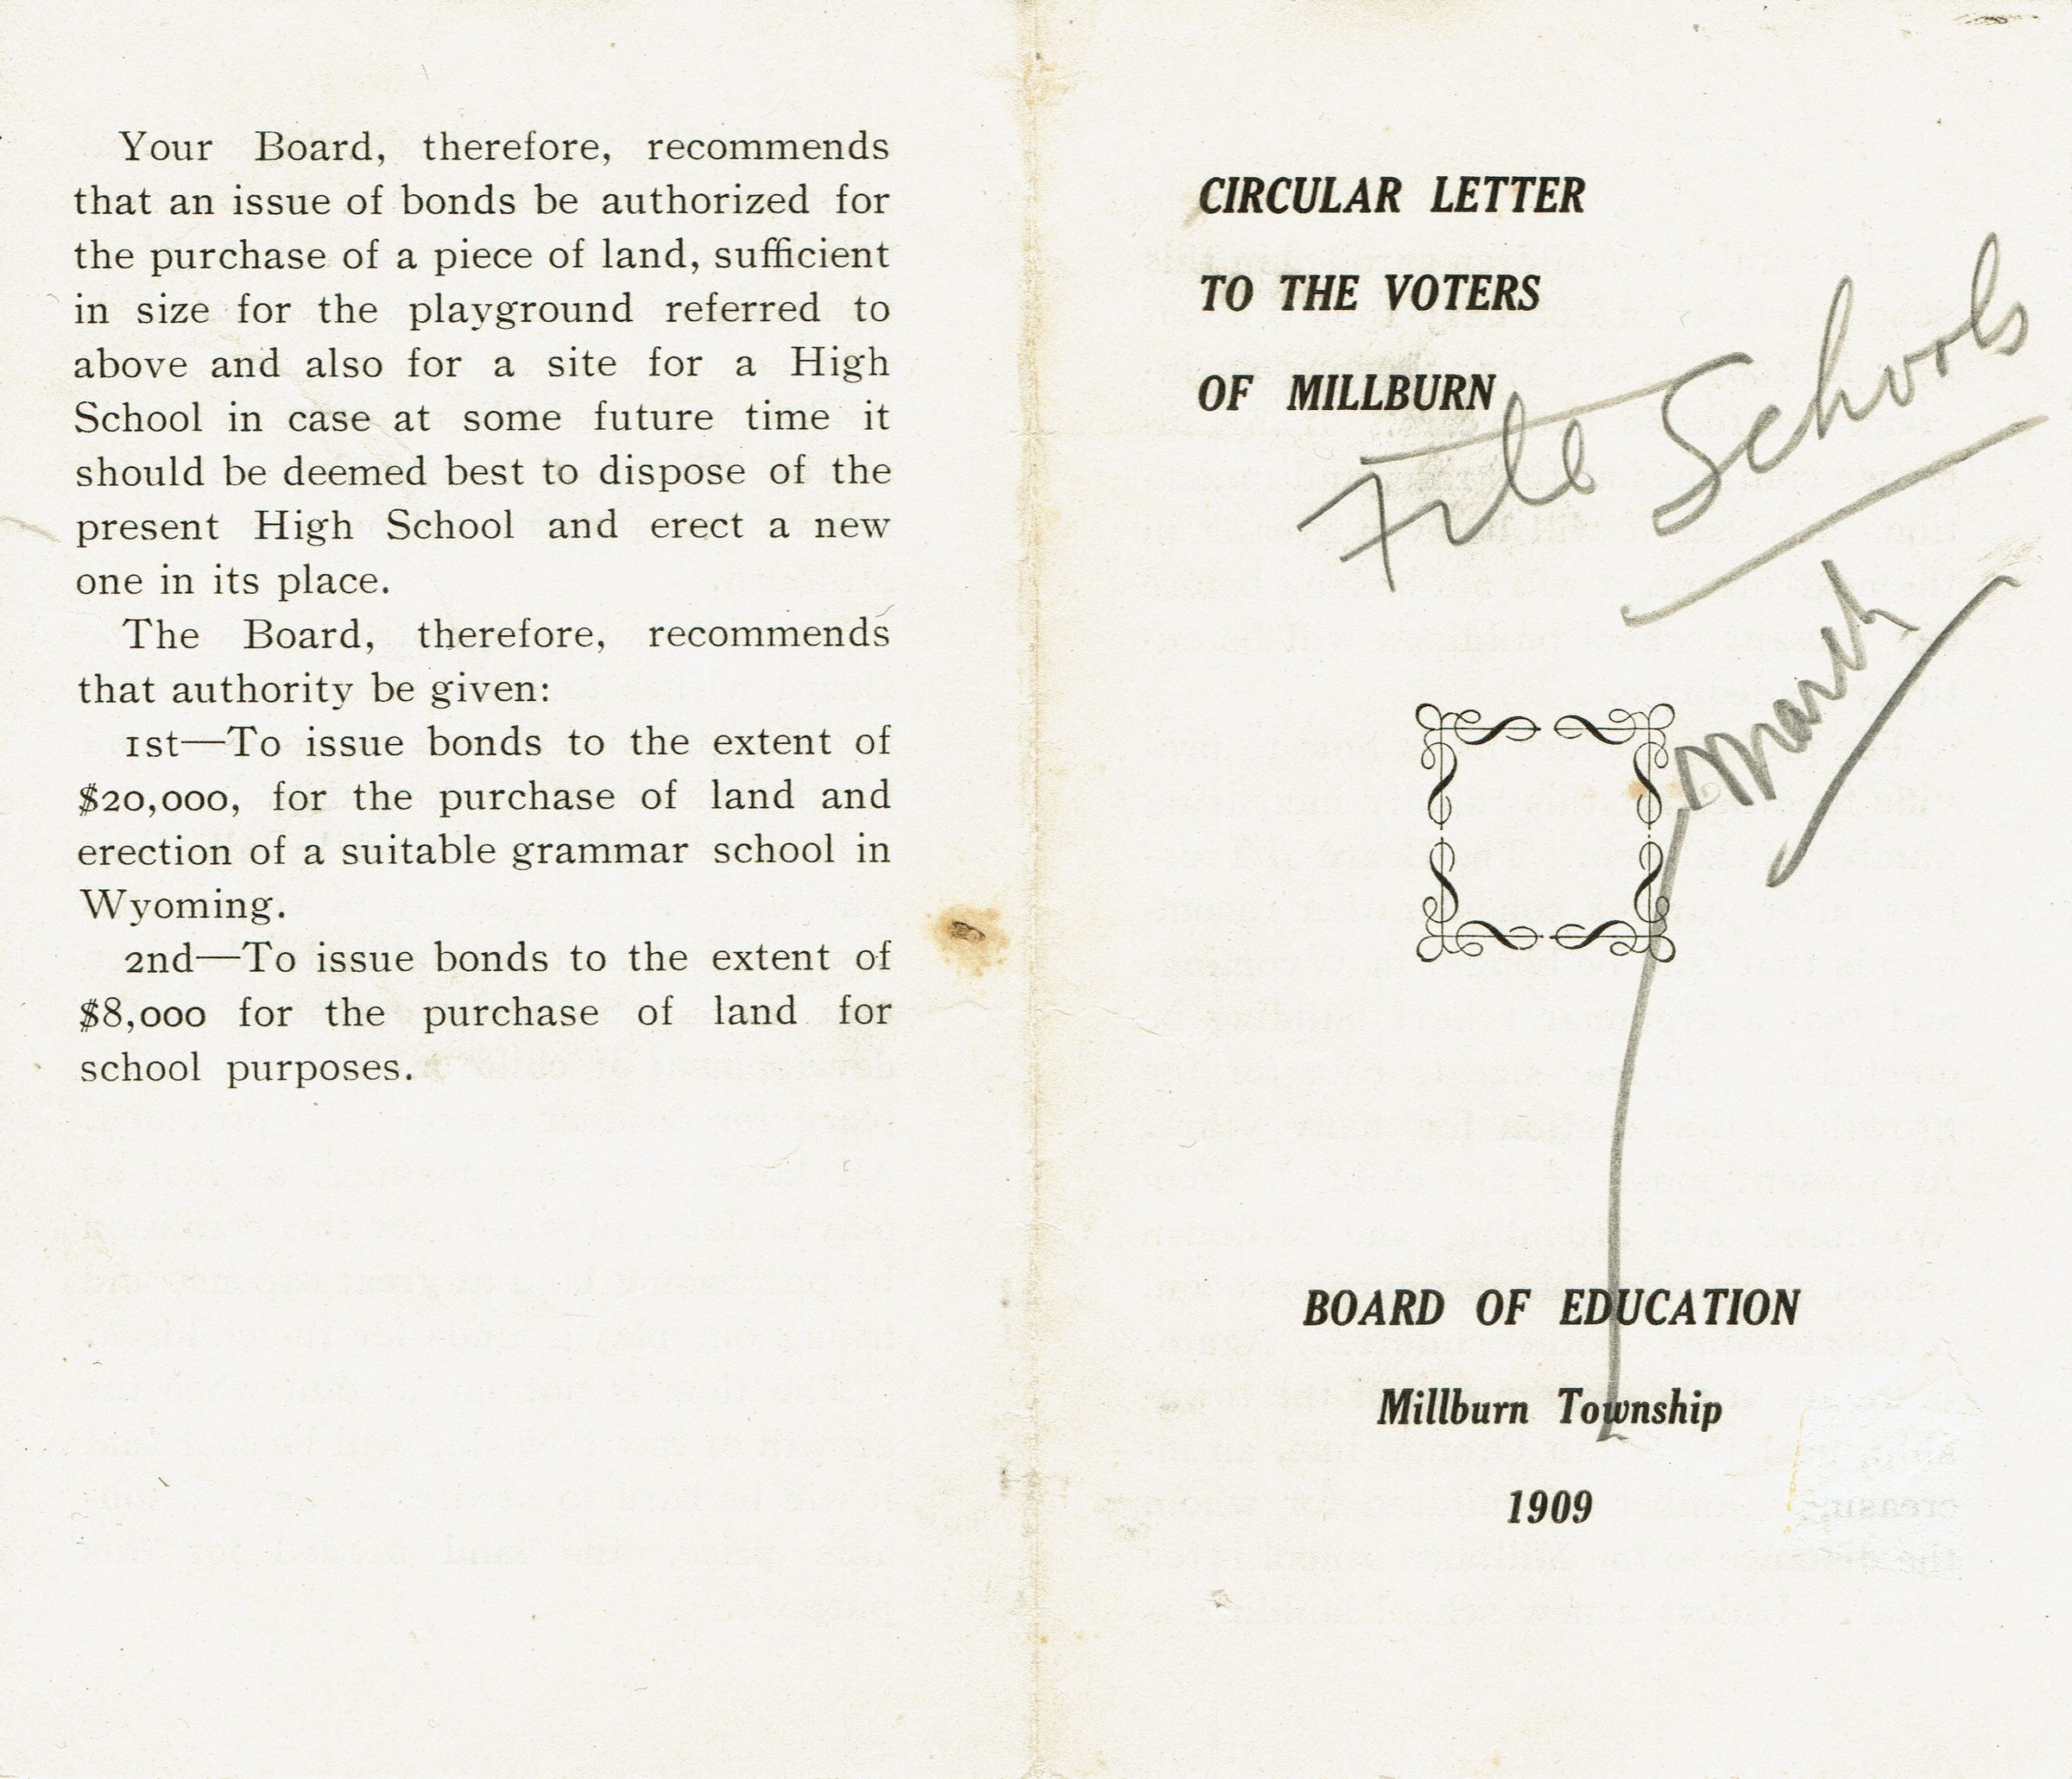 Your Board, therefore, recommends
that an issue of bonds be authorized for
the purchase of a piece of land, sufficient
in size for the playground referred to
above and also for a site for a High
School in case at some future time it
should be deemed best to dispose of the
present High School and erect a new
one in its place.
The Board, therefore, recommends
that authority be given:
1st—To issue bonds to the extent of
$20,000, for the purchase of land and
erection of a suitable grammar school in
Wyoming.
2nd—To issue bonds to the extent of
$8,000 for the purchase of land for
school purposes.
CIRCULAR LETTER
TO THE VOTERS
OF MILLBURN
File Schools
March
BOARD OF EDUCATION
Millburn Township
1909